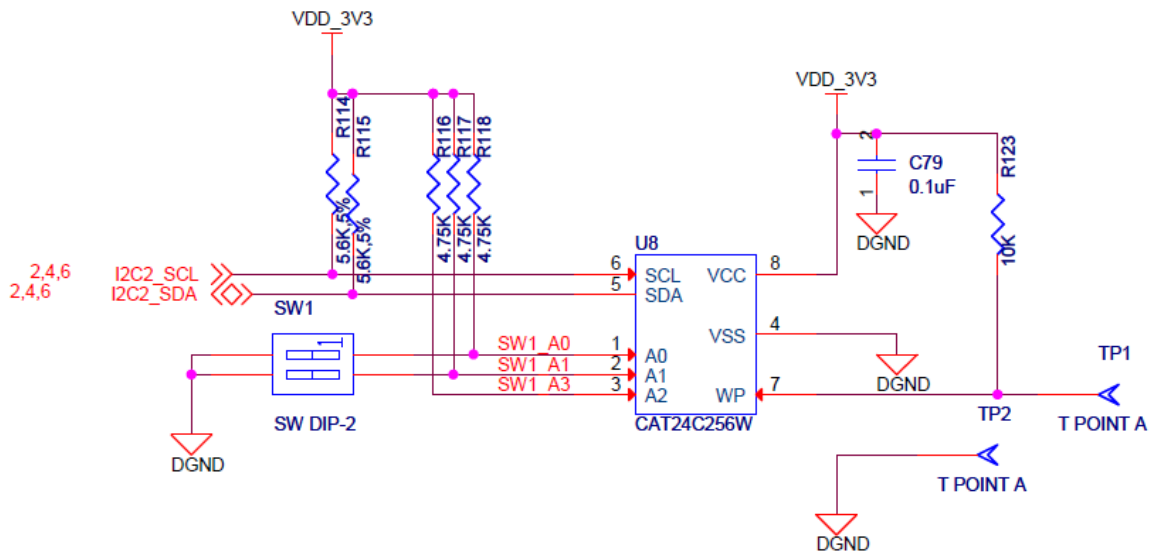 VDD_3V3
VDD_3V3
R114
R115
R116
R117
R118
5.6K,5%
5.6K,5%
4.75K
4.75K
4.75K
2
C79
0.1uF
1
DGND
R123
10K
U8
2,4,6 I2C2_SCL
6 SCL VCC 8
2,4,6 I2C2_SDA
5 SDA
SW1
1
SW1_A0 1 A0
SW1_A1 2 A1
SW1_A3 3 A2
VSS 4
DGND
WP 7
TP1
TP2
T POINT A
SW DIP-2
CAT24C256W
DGND
T POINT A
DGND